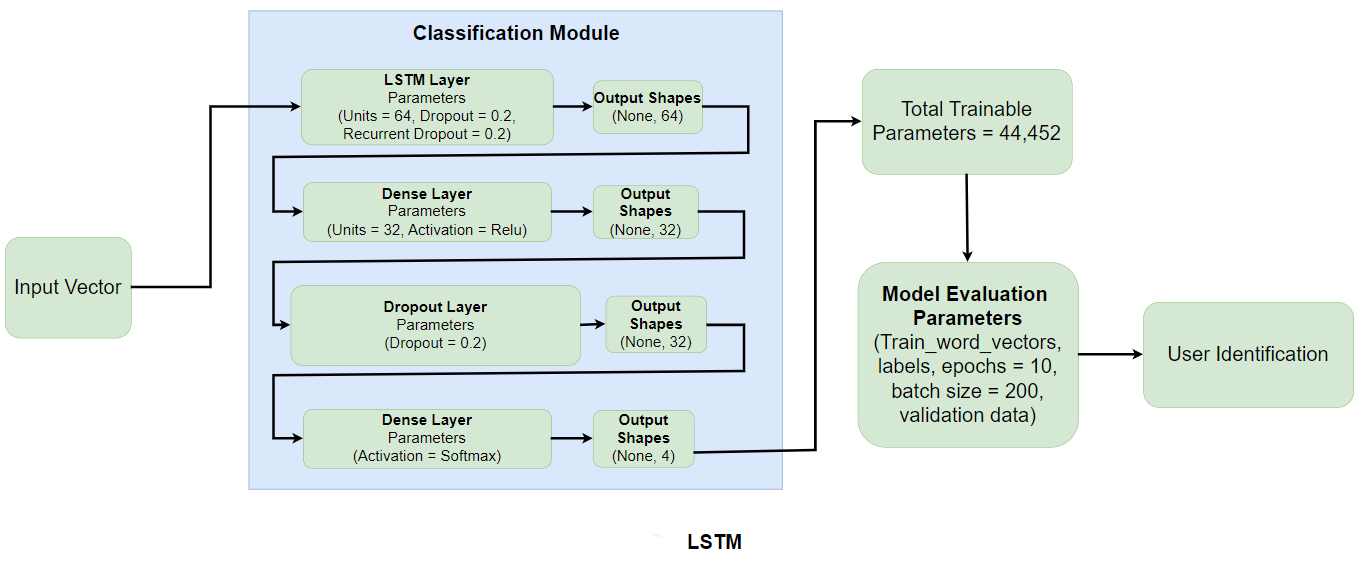 Classification Module
LSTM Layer
Parameters
(Units = 64, Dropout = 0.2,
Recurrent Dropout = 0.2)
Output Shapes
(None, 64)
Dense Layer
Parameters
(Units = 32, Activation = Relu)
Output
Shapes
(None, 32)
Dropout Layer
Parameters
(Dropout = 0.2)
Output
Shapes
(None, 32)
Dense Layer
Parameters
(Activation = Softmax)
Output
Shapes
(None, 4)
Input Vector
Total Trainable
Parameters = 44,452
Model Evaluation
Parameters
(Train_word_vectors,
labels, epochs = 10,
batch size = 200,
validation data)
User Identification
LSTM